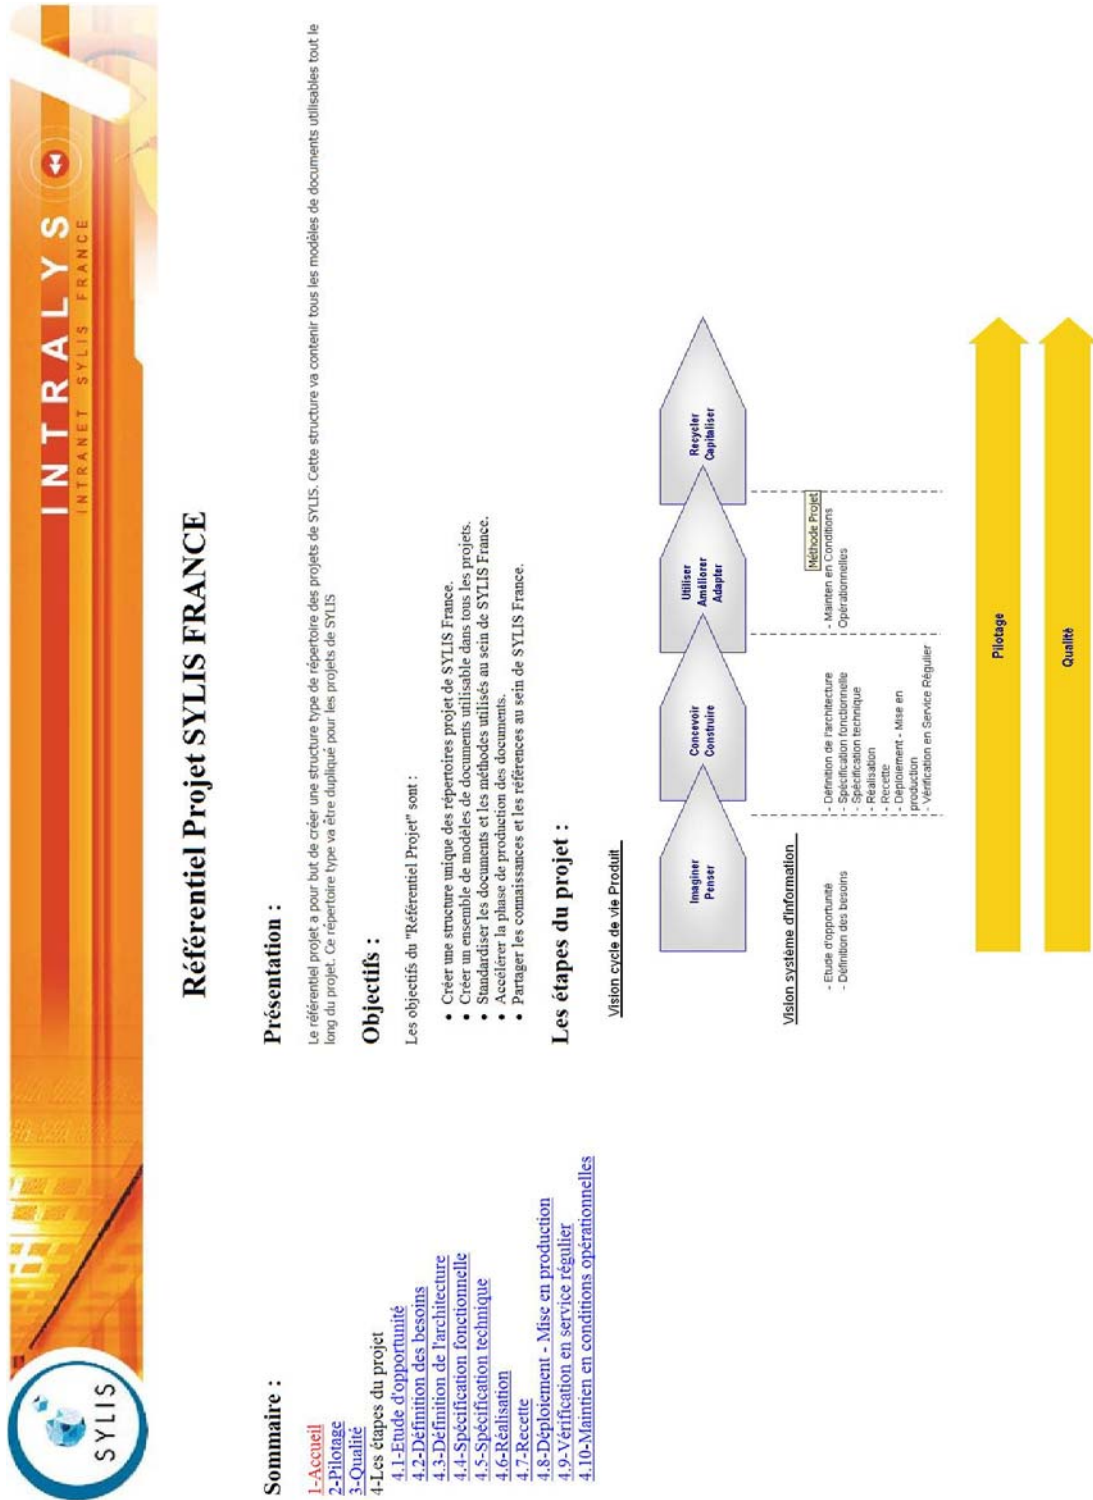 SYLIS
INTRALYS
INTRANET SYLIS FRANCE
Sommaire :
1-Accueil
2-Pilotage
3-Qualité
4-Les étapes du projet
4.1-Etude d'opportunité
4.2-Définition des besoins
4.3-Définition de l'architecture
4.4-Spécification fonctionnelle
4.5-Spécification technique
4.6-Réalisation
4.7-Recette
4.8-Déploiement - Mise en production
4.9-Vérification en service régulier
4.10-Maintien en conditions opérationnelles
Référentiel Projet SYLIS FRANCE
Présentation :
Le référentiel projet a pour but de créer une structure type de répertoire des projets de SYLIS. Cette structure va contenir tous les modèles de documents utilisables tout le
long du projet. Ce répertoire type va être dupliqué pour les projets de SYLIS
Objectifs :
Les objectifs du "Référentiel Projet" sont :
• Créer une structure unique des répertoires projet de SYLIS France.
• Créer un ensemble de modèles de documents utilisable dans tous les projets.
• Standardiser les documents et les méthodes utilisés au sein de SYLIS France.
• Accélérer la phase de production des documents.
• Partager les connaissances et les références au sein de SYLIS France.
Les étapes du projet :
Vision cycle de vie Produit
Imaginer
Penser
Concevoir
Construire
Utiliser
Améliorer
Adapter
Recycler
Capitaliser
Vision système d'information
- Etude d'opportunité
- Définition des besoins
- Définition de l'architecture
- Spécification fonctionnelle
- Spécification technique
- Réalisation
- Recette
- Déploiement - Mise en
production
- Vérification en Service Régulier
Méthode Projet
- Mainten en Conditions
Opérationnelles
Pilotage
Qualité